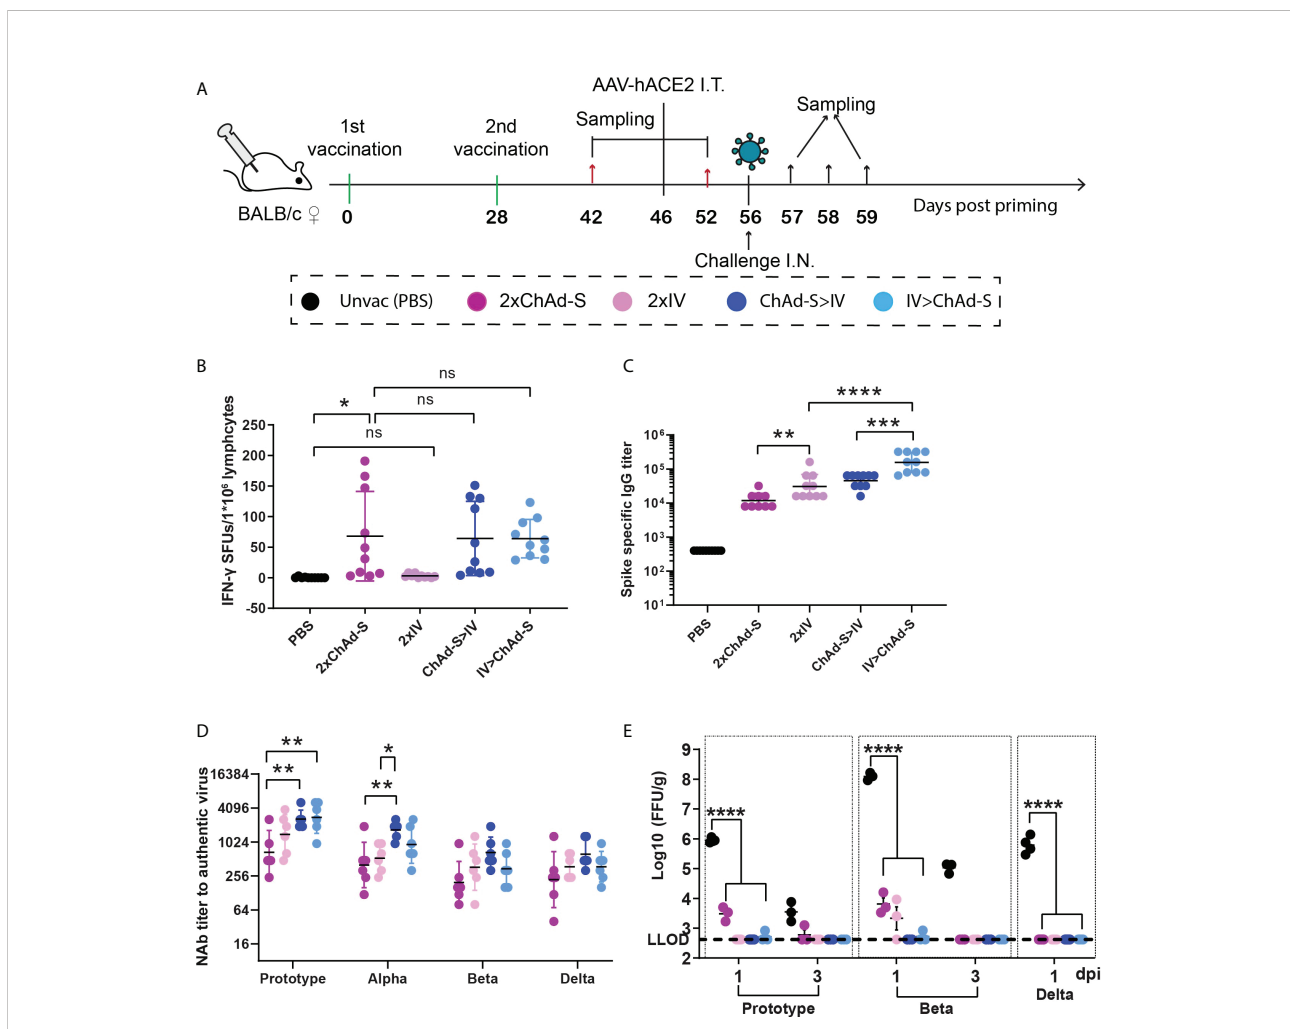 A
AAV-hACE2 I.T.
Sampling
Sampling
1st
vaccination
2nd
vaccination
BALB/c ♀
0 28 42 46 52 56 57 58 59
Days post priming
Challenge I.N.
Unvac (PBS) 2xChAd-S 2xIV ChAd-S>IV IV>ChAd-S
B
IFN-γ SFUs/1*10⁶ lymphcytes
250
200
150
100
50
0
-50
ns
ns
*
ns
PBS 2xChAd-S 2xIV ChAd-S>IV IV>ChAd-S
C
Spike specific IgG titer
10⁶
10⁵
10⁴
10³
10²
10¹
****
***
**
PBS 2xChAd-S 2xIV ChAd-S>IV IV>ChAd-S
D
NAb titer to authentic virus
16384
4096
1024
256
64
16
**
**
*
**
Prototype Alpha Beta Delta
E
Log10 (FFU/g)
9
8
7
6
5
4
3
2
LLOD
****
****
****
1 3 1 3 1 dpi
Prototype Beta Delta